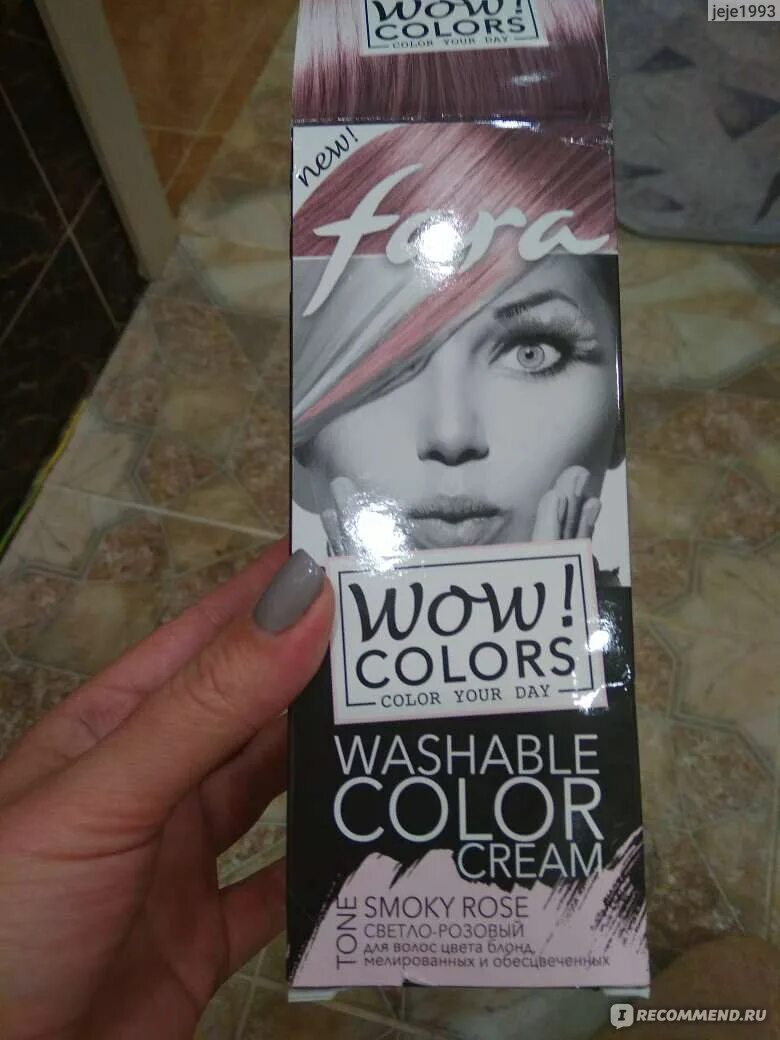 jeje1993
WOW!
COLORS
COLOR YOUR DAY
new!
fara
WOW!
COLORS
COLOR YOUR DAY
WASHABLE
COLOR
CREAM
TONE
SMOKY ROSE
СВЕТЛО-РОЗОВЫЙ
для волос цвета блонд,
мелированных и обесцвеченных
IRECOMMEND.RU